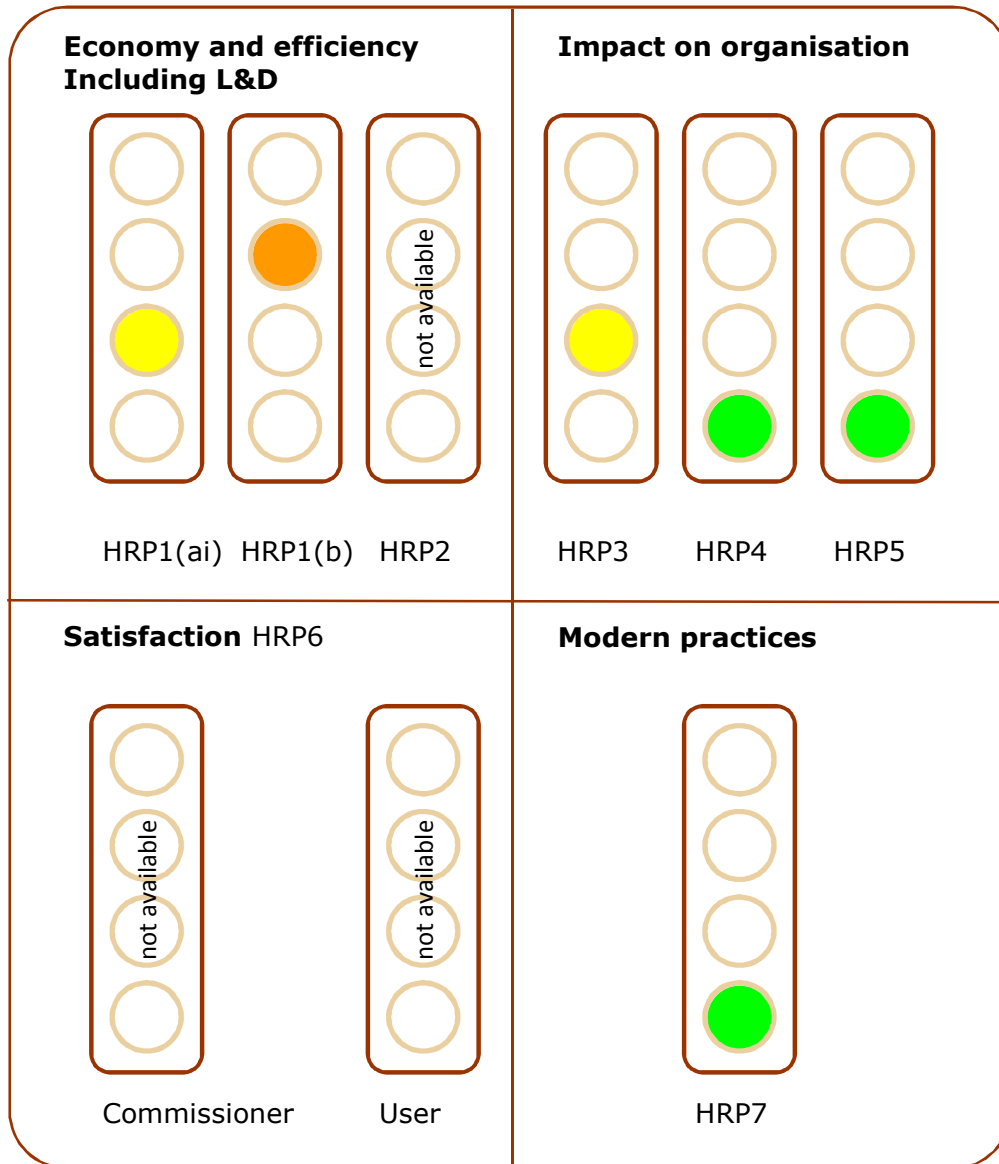 Economy and efficiency
Including L&D
not available
HRP1(ai) HRP1(b) HRP2
Impact on organisation
HRP3 HRP4 HRP5
Satisfaction HRP6
not available
not available
Commissioner User
Modern practices
HRP7